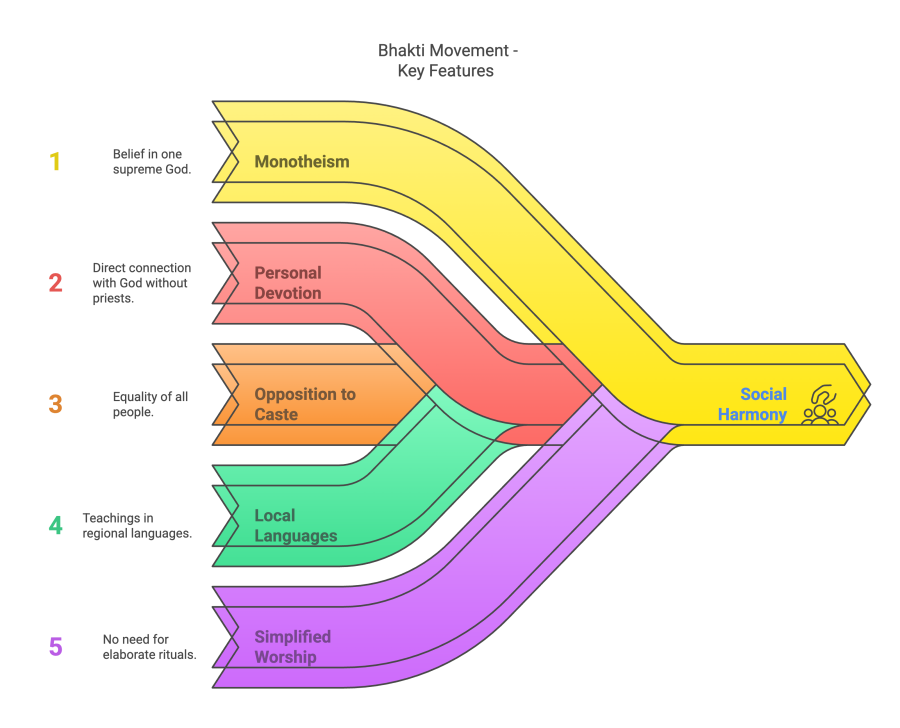 Bhakti Movement -
Key Features
1
Belief in one
supreme God.
Monotheism
2
Direct connection
with God without
priests.
Personal
Devotion
3
Equality of all
people.
Opposition to
Caste
Social
Harmony
4
Teachings in
regional languages.
Local
Languages
5
No need for
elaborate rituals.
Simplified
Worship